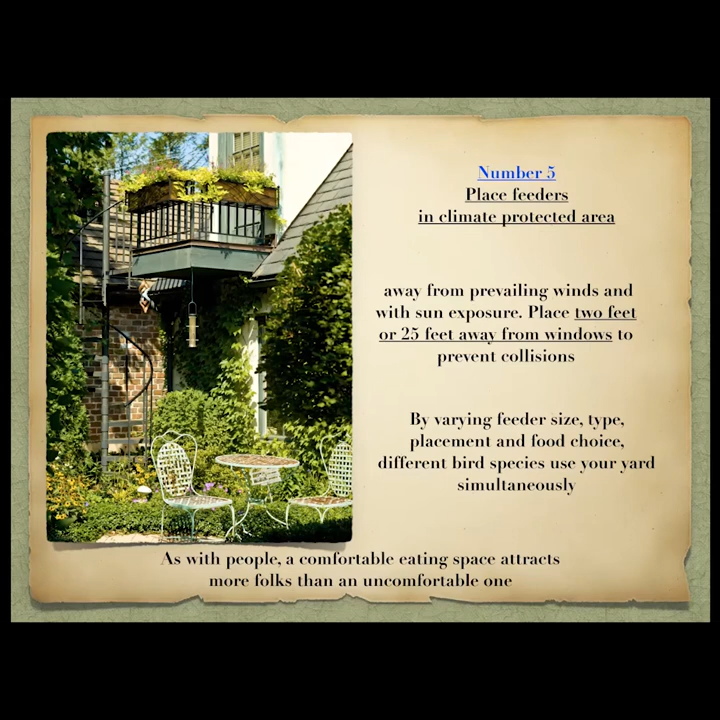 Number 5
Place feeders
in climate protected area
away from prevailing winds and
with sun exposure. Place two feet
or 25 feet away from windows to
prevent collisions
By varying feeder size, type,
placement and food choice,
different bird species use your yard
simultaneously
As with people, a comfortable eating space attracts
more folks than an uncomfortable one